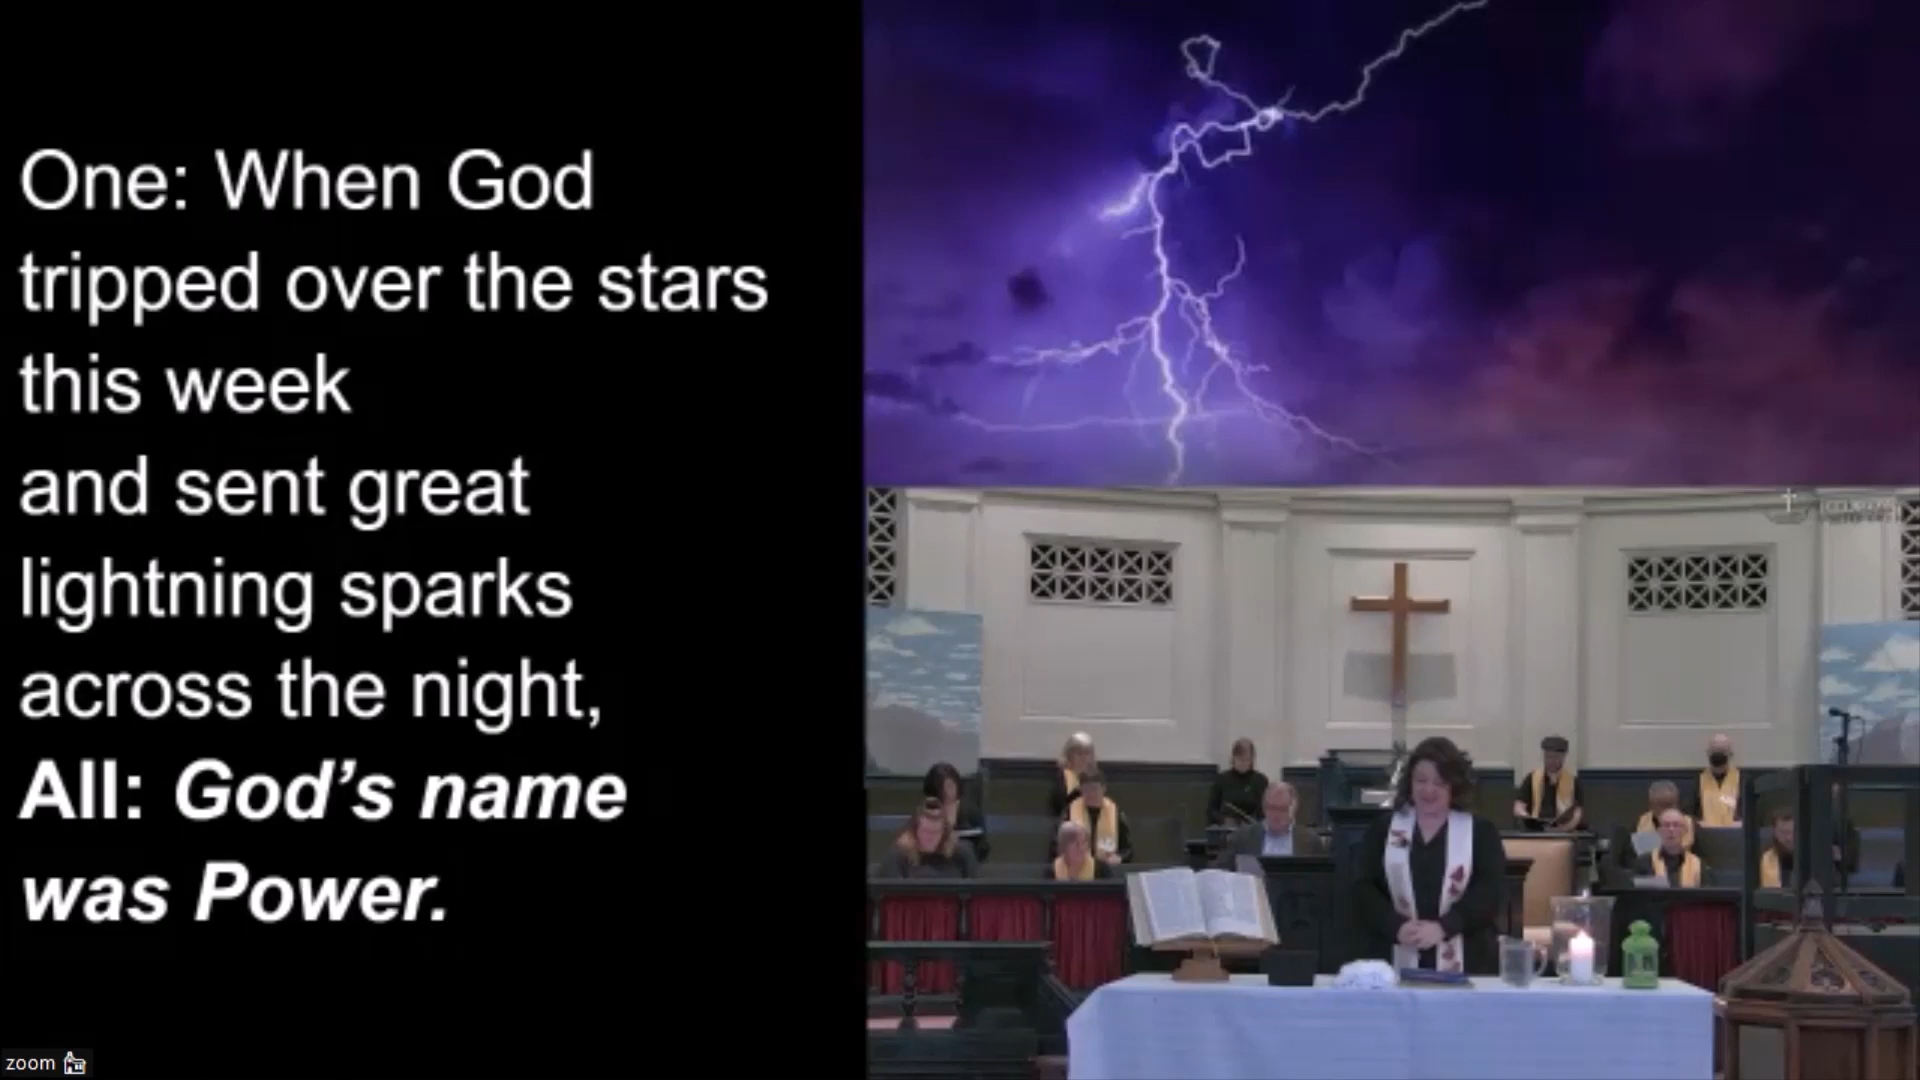 One: When God
tripped over the stars
this week
and sent great
lightning sparks
across the night,
All: God's name
was Power.
zoom